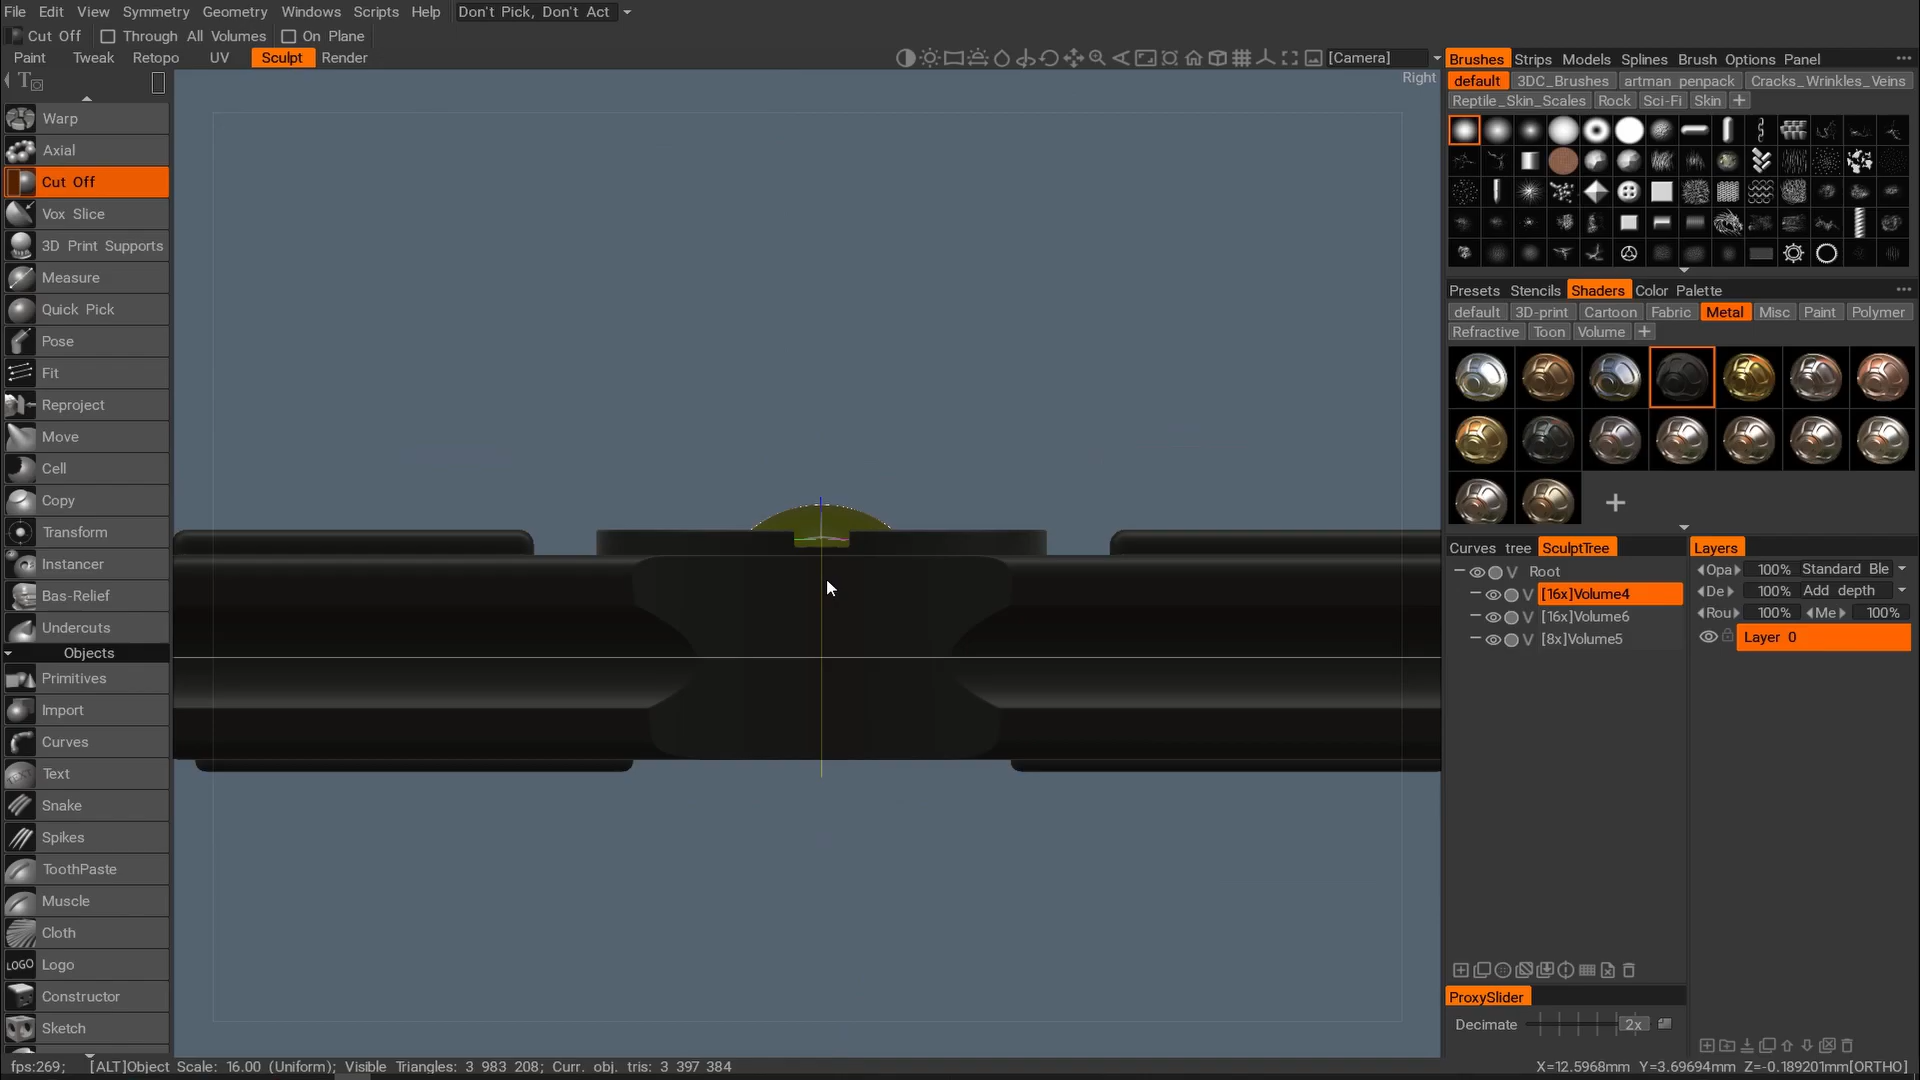 File Edit View Symmetry Geometry Windows Scripts Help Don't Pick, Don't Act
Cut Off Through All Volumes On Plane
Paint Tweak Retopo UV Sculpt Render [Camera]
Right
Warp
Axial
Cut Off
Vox Slice
3D Print Supports
Measure
Quick Pick
Pose
Fit
Reproject
Move
Cell
Copy
Transform
Instancer
Bas-Relief
Undercuts
Objects
Primitives
Import
Curves
Text
Snake
Spikes
ToothPaste
Muscle
Cloth
LOGO Logo
Constructor
Sketch
Brushes Strips Models Splines Brush Options Panel
default 3DC_Brushes artman penpack Cracks_Wrinkles_Veins
Reptile_Skin_Scales Rock Sci-Fi Skin +
Presets Stencils Shaders Color Palette
default 3D-print Cartoon Fabric Metal Misc Paint Polymer
Refractive Toon Volume +
Curves tree SculptTree
V Root
V [16x]Volume4
V [16x]Volume6
V [8x]Volume5
Layers
Opa 100% Standard Ble
De 100% Add depth
Rou 100% Me 100%
Layer 0
ProxySlider
Decimate 2x
fps:269; [ALT]Object Scale: 16.00 (Uniform); Visible Triangles: 3 983 208; Curr. obj. tris: 3 397 384
X=12.5968mm Y=3.69694mm Z=-0.189201mm[ORTHO]